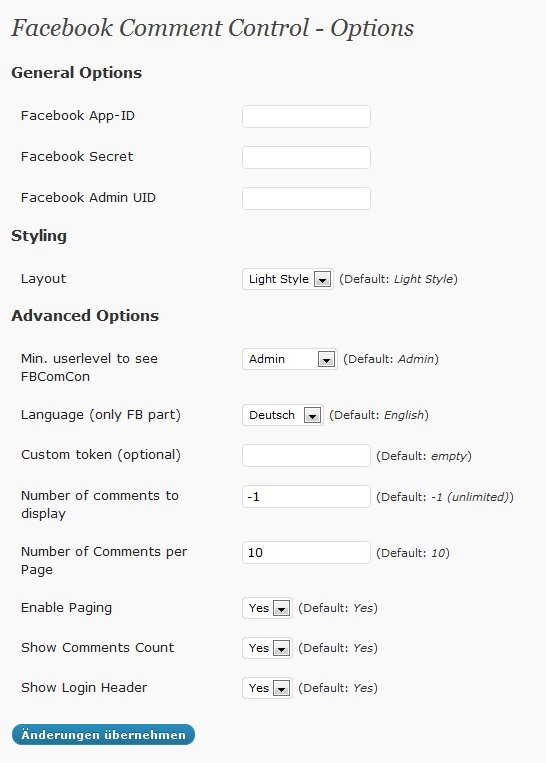 Facebook Comment Control - Options
General Options
Facebook App-ID
Facebook Secret
Facebook Admin UID
Styling
Layout Light Style (Default: Light Style)
Advanced Options
Min. userlevel to see Admin (Default: Admin)
FBComCon
Language (only FB part) Deutsch (Default: English)
Custom token (optional) (Default: empty)
Number of comments to -1 (Default: -1 (unlimited))
display
Number of Comments per 10 (Default: 10)
Page
Enable Paging Yes (Default: Yes)
Show Comments Count Yes (Default: Yes)
Show Login Header Yes (Default: Yes)
Änderungen übernehmen